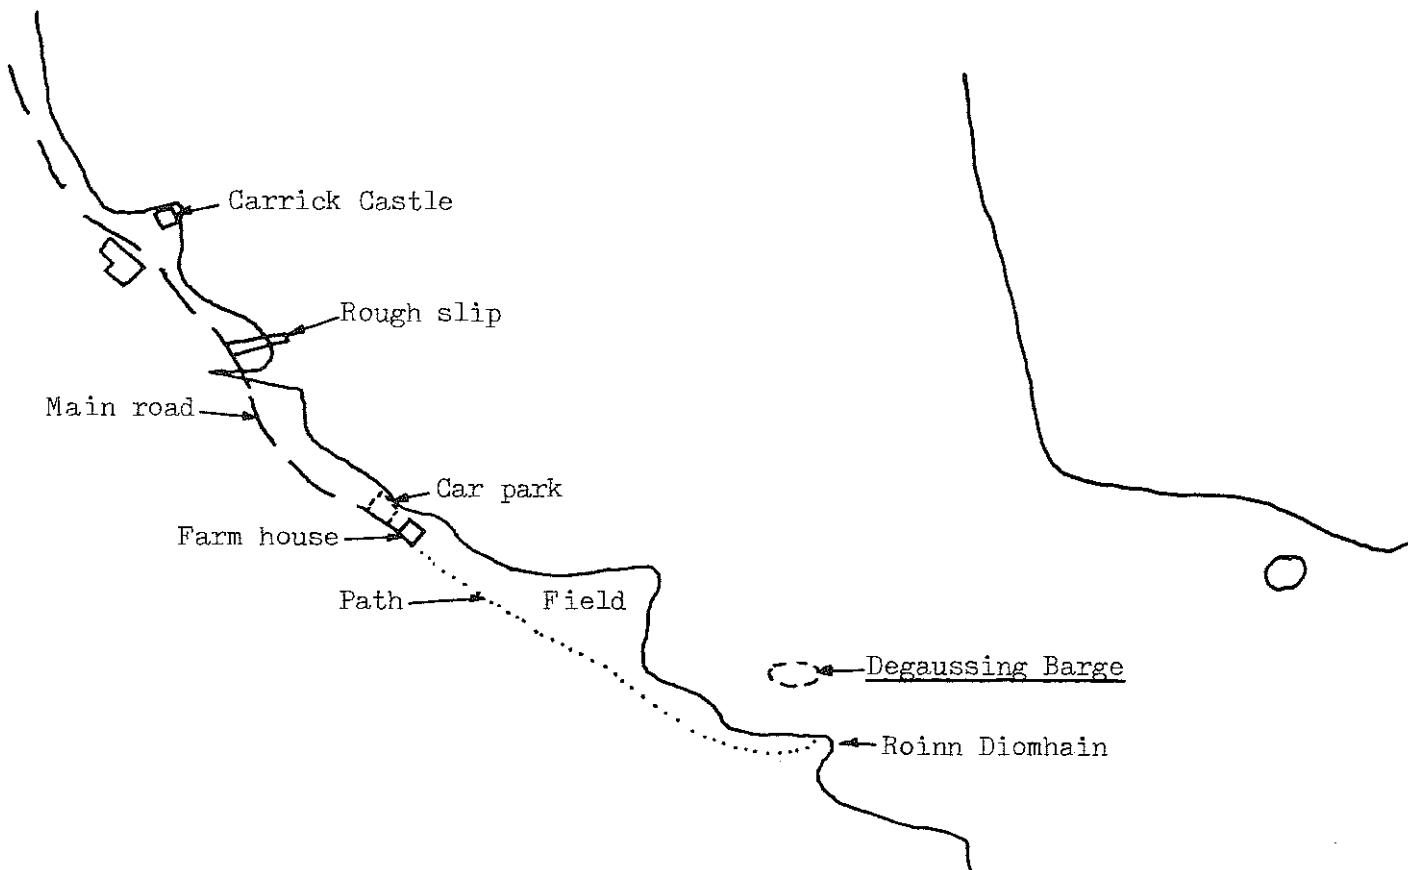 Carrick Castle
Rough slip
Main road
Car park
Farm house
Path
Field
Degaussing Barge
Roinn Diomhain